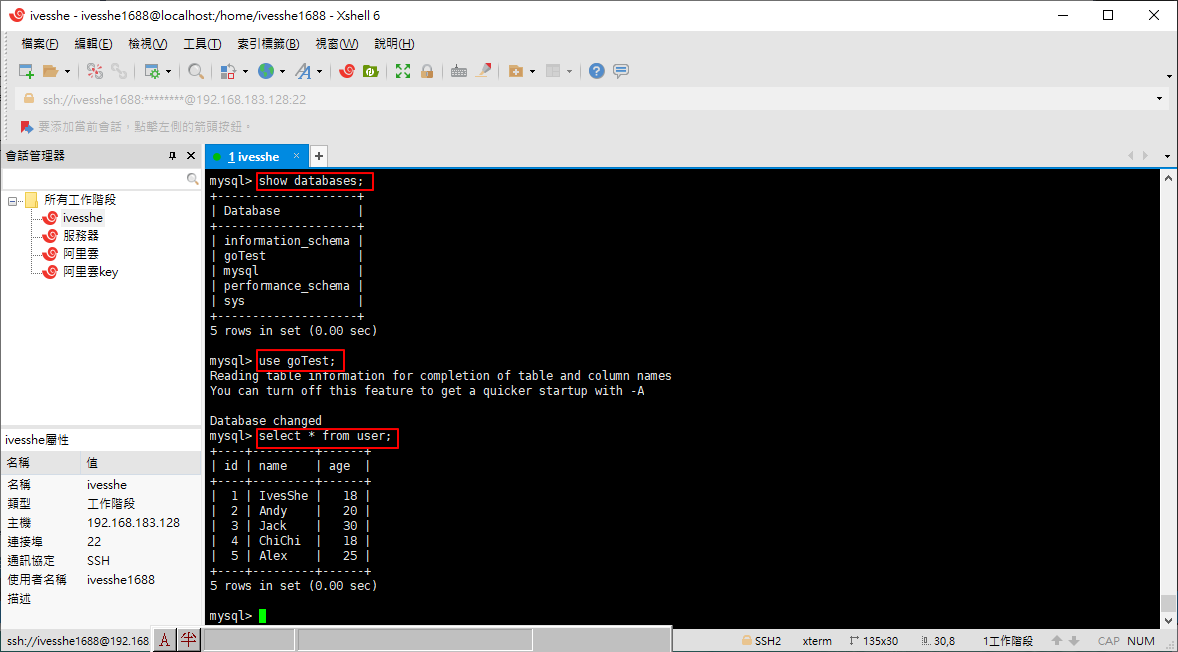 ivesshe - ivesshe1688@localhost:/home/ivesshe1688 - Xshell 6
檔案(F) 編輯(E) 檢視(V) 工具(T) 索引標籤(B) 視窗(W) 說明(H)
ssh://ivesshe1688:********@192.168.183.128:22
要添加當前會話，點擊左側的箭頭按鈕。
會話管理器
所有工作階段
ivesshe
服務器
阿里雲
阿里雲key
ivesshe屬性
名稱 值
名稱 ivesshe
類型 工作階段
主機 192.168.183.128
連接埠 22
通訊協定 SSH
使用者名稱 ivesshe1688
描述
1 ivesshe
mysql> show databases;
+--------------------+
| Database           |
+--------------------+
| information_schema |
| goTest             |
| mysql              |
| performance_schema |
| sys                |
+--------------------+
5 rows in set (0.00 sec)
mysql> use goTest;
Reading table information for completion of table and column names
You can turn off this feature to get a quicker startup with -A
Database changed
mysql> select * from user;
+----+---------+------+
| id | name    | age  |
+----+---------+------+
|  1 | IvesShe |   18 |
|  2 | Andy    |   20 |
|  3 | Jack    |   30 |
|  4 | ChiChi  |   18 |
|  5 | Alex    |   25 |
+----+---------+------+
5 rows in set (0.00 sec)
mysql>
ssh://ivesshe1688@192.168 A 半 SSH2 xterm 135x30 30,8 1工作階段 CAP NUM